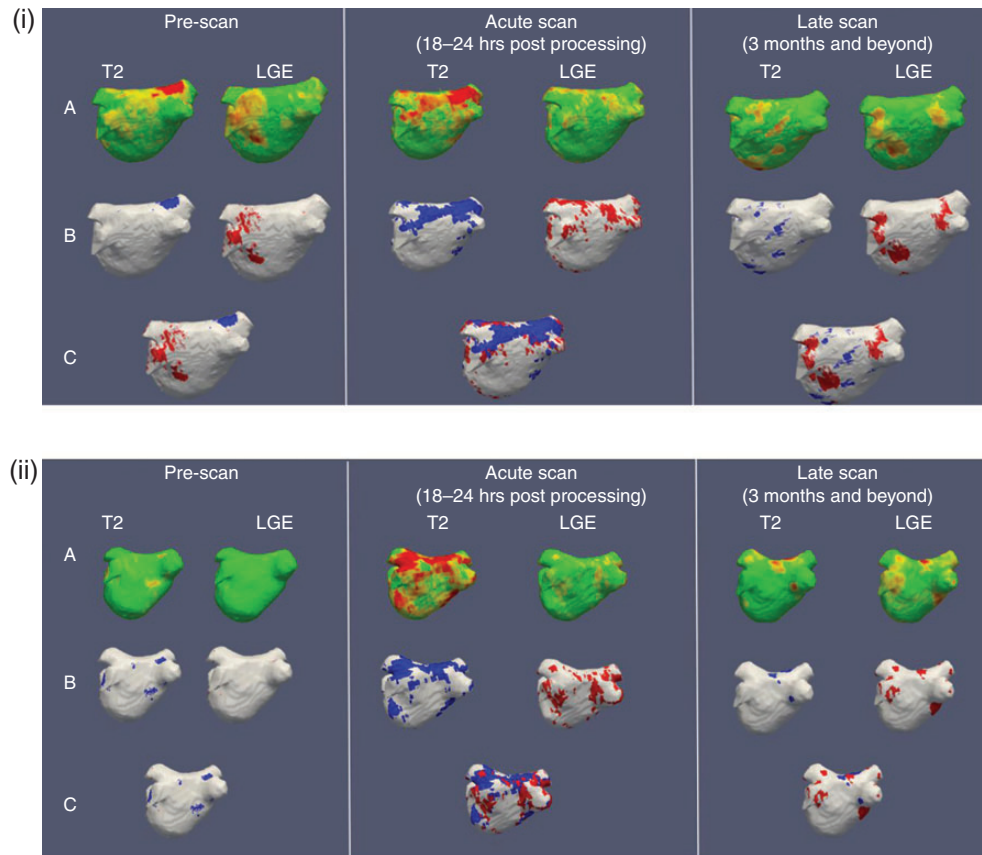 (i)
Pre-scan
Acute scan
(18–24 hrs post processing)
Late scan
(3 months and beyond)
T2 LGE T2 LGE T2 LGE
A
B
C
(ii)
Pre-scan
Acute scan
(18–24 hrs post processing)
Late scan
(3 months and beyond)
T2 LGE T2 LGE T2 LGE
A
B
C